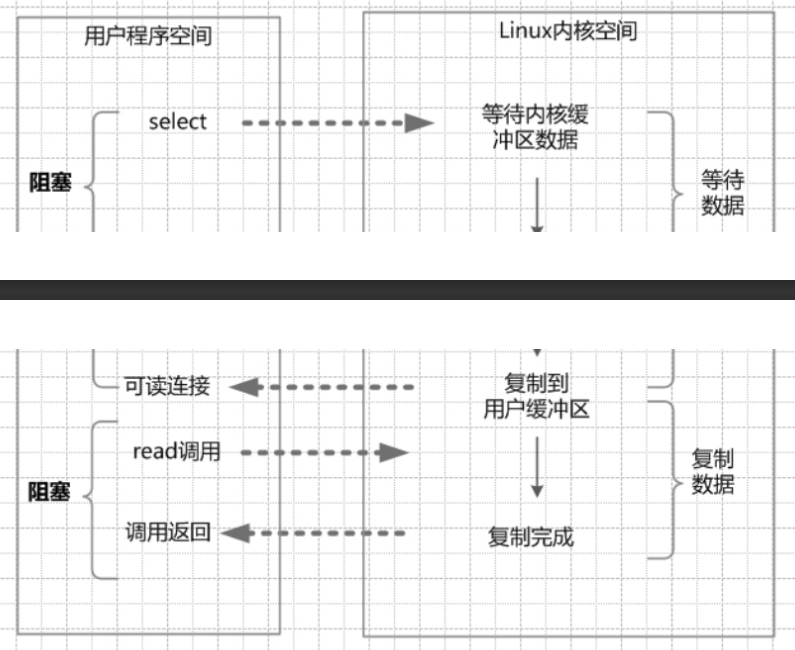 用户程序空间
Linux内核空间
select
等待内核缓
冲区数据
阻塞
等待
数据
可读连接
复制到
用户缓冲区
read调用
阻塞
复制
数据
调用返回
复制完成